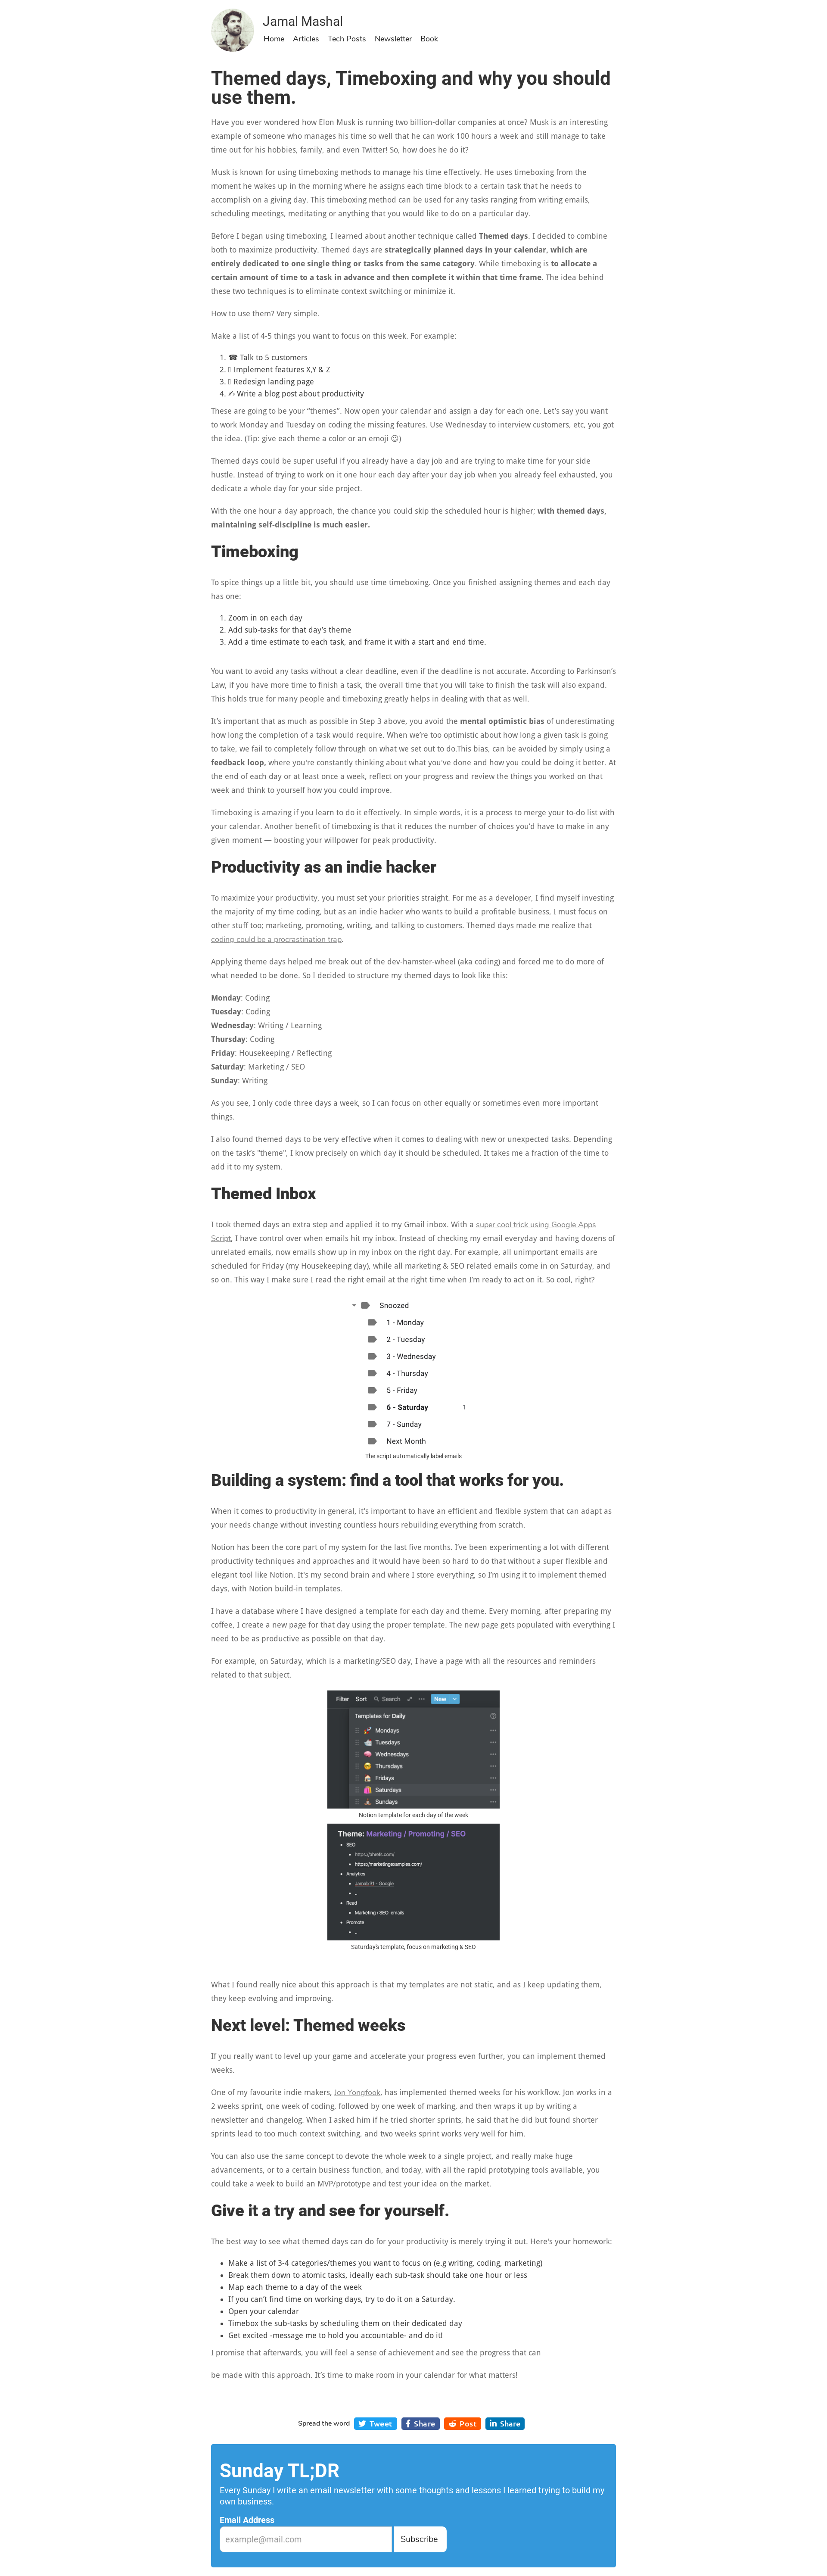 Jamal Mashal
Home Articles Tech Posts Newsletter Book
Themed days, Timeboxing and why you should
use them.
Have you ever wondered how Elon Musk is running two billion-dollar companies at once? Musk is an interesting
example of someone who manages his time so well that he can work 100 hours a week and still manage to take
time out for his hobbies, family, and even Twitter! So, how does he do it?
Musk is known for using timeboxing methods to manage his time effectively. He uses timeboxing from the
moment he wakes up in the morning where he assigns each time block to a certain task that he needs to
accomplish on a giving day. This timeboxing method can be used for any tasks ranging from writing emails,
scheduling meetings, meditating or anything that you would like to do on a particular day.
Before I began using timeboxing, I learned about another technique called Themed days. I decided to combine
both to maximize productivity. Themed days are strategically planned days in your calendar, which are
entirely dedicated to one single thing or tasks from the same category. While timeboxing is to allocate a
certain amount of time to a task in advance and then complete it within that time frame. The idea behind
these two techniques is to eliminate context switching or minimize it.
How to use them? Very simple.
Make a list of 4-5 things you want to focus on this week. For example:
1. ☎ Talk to 5 customers
2. Implement features X,Y & Z
3. Redesign landing page
4. ✍ Write a blog post about productivity
These are going to be your “themes”. Now open your calendar and assign a day for each one. Let’s say you want
to work Monday and Tuesday on coding the missing features. Use Wednesday to interview customers, etc, you got
the idea. (Tip: give each theme a color or an emoji 😉)
Themed days could be super useful if you already have a day job and are trying to make time for your side
hustle. Instead of trying to work on it one hour each day after your day job when you already feel exhausted, you
dedicate a whole day for your side project.
With the one hour a day approach, the chance you could skip the scheduled hour is higher; with themed days,
maintaining self-discipline is much easier.
Timeboxing
To spice things up a little bit, you should use time timeboxing. Once you finished assigning themes and each day
has one:
1. Zoom in on each day
2. Add sub-tasks for that day’s theme
3. Add a time estimate to each task, and frame it with a start and end time.
You want to avoid any tasks without a clear deadline, even if the deadline is not accurate. According to Parkinson’s
Law, if you have more time to finish a task, the overall time that you will take to finish the task will also expand.
This holds true for many people and timeboxing greatly helps in dealing with that as well.
It’s important that as much as possible in Step 3 above, you avoid the mental optimistic bias of underestimating
how long the completion of a task would require. When we’re too optimistic about how long a given task is going
to take, we fail to completely follow through on what we set out to do.This bias, can be avoided by simply using a
feedback loop, where you're constantly thinking about what you've done and how you could be doing it better. At
the end of each day or at least once a week, reflect on your progress and review the things you worked on that
week and think to yourself how you could improve.
Timeboxing is amazing if you learn to do it effectively. In simple words, it is a process to merge your to-do list with
your calendar. Another benefit of timeboxing is that it reduces the number of choices you’d have to make in any
given moment — boosting your willpower for peak productivity.
Productivity as an indie hacker
To maximize your productivity, you must set your priorities straight. For me as a developer, I find myself investing
the majority of my time coding, but as an indie hacker who wants to build a profitable business, I must focus on
other stuff too; marketing, promoting, writing, and talking to customers. Themed days made me realize that
coding could be a procrastination trap.
Applying theme days helped me break out of the dev-hamster-wheel (aka coding) and forced me to do more of
what needed to be done. So I decided to structure my themed days to look like this:
Monday: Coding
Tuesday: Coding
Wednesday: Writing / Learning
Thursday: Coding
Friday: Housekeeping / Reflecting
Saturday: Marketing / SEO
Sunday: Writing
As you see, I only code three days a week, so I can focus on other equally or sometimes even more important
things.
I also found themed days to be very effective when it comes to dealing with new or unexpected tasks. Depending
on the task’s “theme”, I know precisely on which day it should be scheduled. It takes me a fraction of the time to
add it to my system.
Themed Inbox
I took themed days an extra step and applied it to my Gmail inbox. With a super cool trick using Google Apps
Script, I have control over when emails hit my inbox. Instead of checking my email everyday and having dozens of
unrelated emails, now emails show up in my inbox on the right day. For example, all unimportant emails are
scheduled for Friday (my Housekeeping day), while all marketing & SEO related emails come in on Saturday, and
so on. This way I make sure I read the right email at the right time when I’m ready to act on it. So cool, right?
Snoozed
1 - Monday
2 - Tuesday
3 - Wednesday
4 - Thursday
5 - Friday
6 - Saturday 1
7 - Sunday
Next Month
The script automatically label emails
Building a system: find a tool that works for you.
When it comes to productivity in general, it’s important to have an efficient and flexible system that can adapt as
your needs change without investing countless hours rebuilding everything from scratch.
Notion has been the core part of my system for the last five months. I’ve been experimenting a lot with different
productivity techniques and approaches and it would have been so hard to do that without a super flexible and
elegant tool like Notion. It’s my second brain and where I store everything, so I’m using it to implement themed
days, with Notion build-in templates.
I have a database where I have designed a template for each day and theme. Every morning, after preparing my
coffee, I create a new page for that day using the proper template. The new page gets populated with everything I
need to be as productive as possible on that day.
For example, on Saturday, which is a marketing/SEO day, I have a page with all the resources and reminders
related to that subject.
Filter Sort Search New
Templates for Daily
Mondays
Tuesdays
Wednesdays
Thursdays
Fridays
Saturdays
Sundays
Notion template for each day of the week
Theme: Marketing / Promoting / SEO
SEO
https://ahrefs.com/
https://marketingexamples.com/
Analytics
Jamalx31 - Google
..
Read
Marketing / SEO emails
Promote
..
Saturday's template, focus on marketing & SEO
What I found really nice about this approach is that my templates are not static, and as I keep updating them,
they keep evolving and improving.
Next level: Themed weeks
If you really want to level up your game and accelerate your progress even further, you can implement themed
weeks.
One of my favourite indie makers, Jon Yongfook, has implemented themed weeks for his workflow. Jon works in a
2 weeks sprint, one week of coding, followed by one week of marking, and then wraps it up by writing a
newsletter and changelog. When I asked him if he tried shorter sprints, he said that he did but found shorter
sprints lead to too much context switching, and two weeks sprint works very well for him.
You can also use the same concept to devote the whole week to a single project, and really make huge
advancements, or to a certain business function, and today, with all the rapid prototyping tools available, you
could take a week to build an MVP/prototype and test your idea on the market.
Give it a try and see for yourself.
The best way to see what themed days can do for your productivity is merely trying it out. Here’s your homework:
Make a list of 3-4 categories/themes you want to focus on (e.g writing, coding, marketing)
Break them down to atomic tasks, ideally each sub-task should take one hour or less
Map each theme to a day of the week
If you can’t find time on working days, try to do it on a Saturday.
Open your calendar
Timebox the sub-tasks by scheduling them on their dedicated day
Get excited -message me to hold you accountable- and do it!
I promise that afterwards, you will feel a sense of achievement and see the progress that can
be made with this approach. It’s time to make room in your calendar for what matters!
Spread the word Tweet Share Post Share
Sunday TL;DR
Every Sunday I write an email newsletter with some thoughts and lessons I learned trying to build my
own business.
Email Address
example@mail.com Subscribe